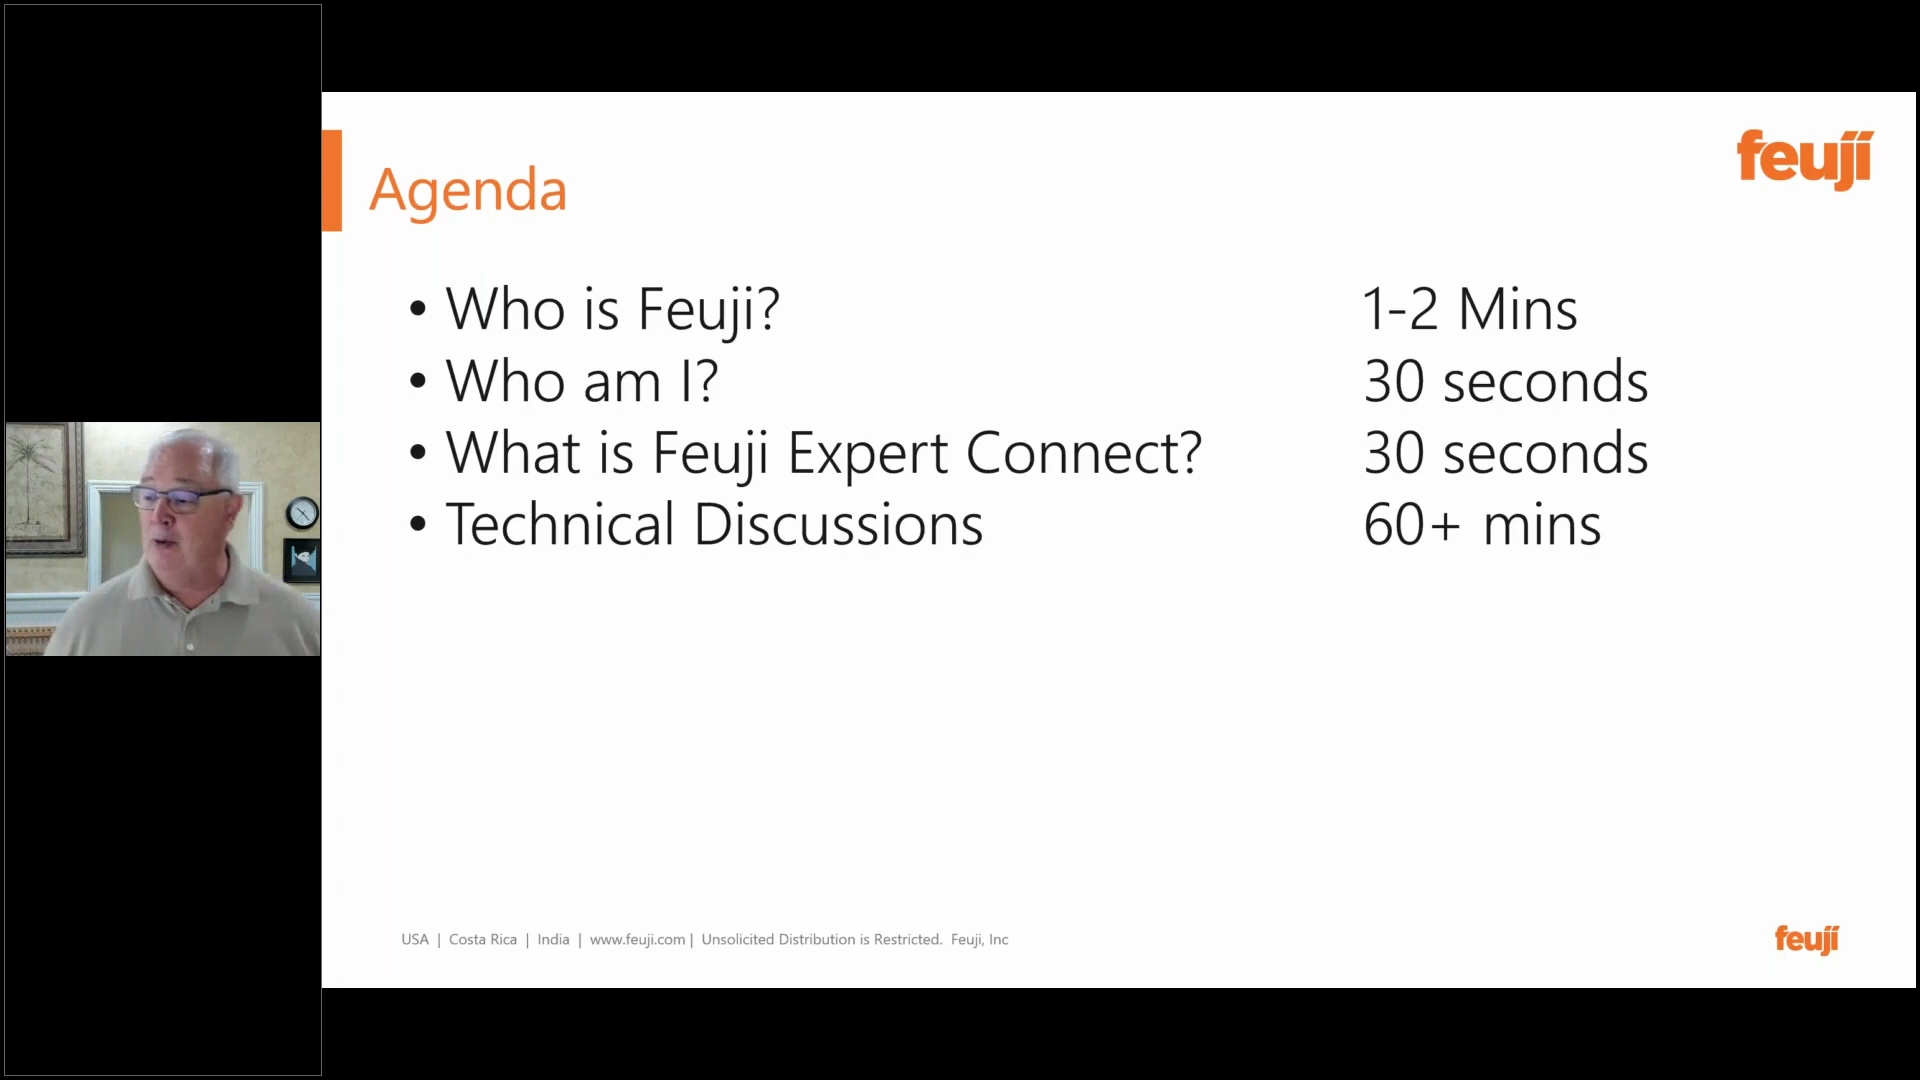 feuji
Agenda
• Who is Feuji? 1-2 Mins
• Who am I? 30 seconds
• What is Feuji Expert Connect? 30 seconds
• Technical Discussions 60+ mins
USA | Costa Rica | India | www.feuji.com | Unsolicited Distribution is Restricted. Feuji, Inc
feuji